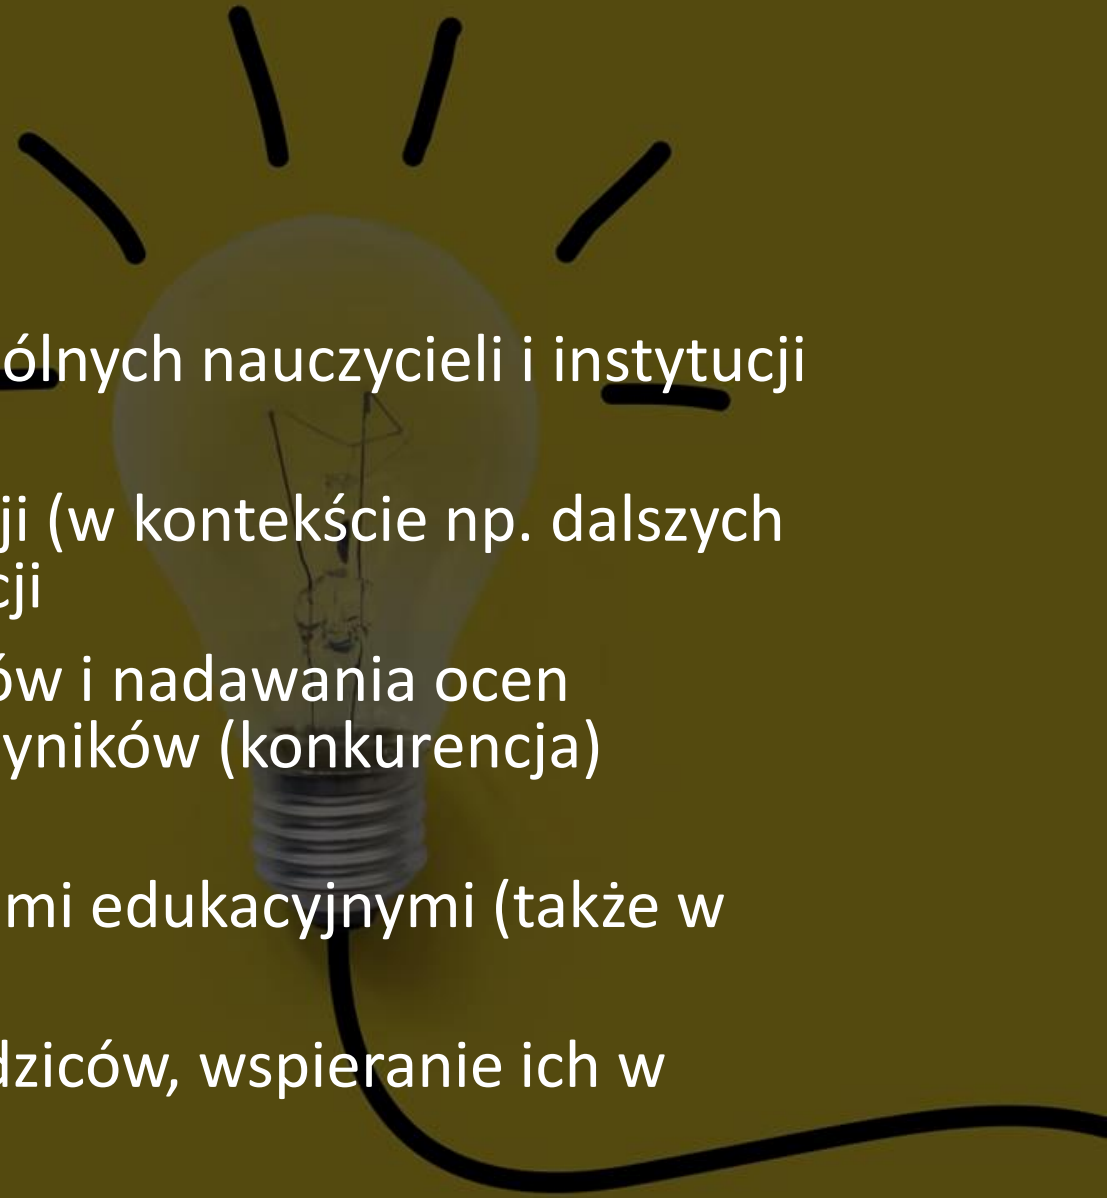 ólnych nauczycieli i instytucji
ji (w kontekście np. dalszych
cji
ów i nadawania ocen
yników (konkurencja)
mi edukacyjnymi (także w
dziców, wspieranie ich w